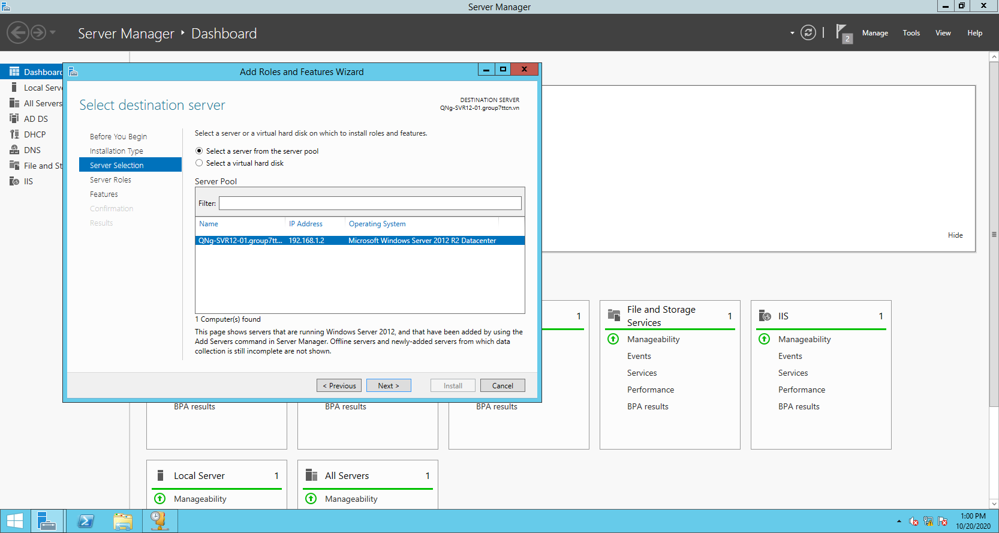 Server Manager
Server Manager ‣ Dashboard
2
Manage
Tools
View
Help
Dashboard
Local Serve
All Servers
AD DS
DHCP
DNS
File and St
IIS
Add Roles and Features Wizard
Select destination server
DESTINATION SERVER
QNg-SVR12-01.group7ttcn.vn
Before You Begin
Installation Type
Server Selection
Server Roles
Features
Confirmation
Results
Select a server or a virtual hard disk on which to install roles and features.
Select a server from the server pool
Select a virtual hard disk
Server Pool
Filter:
Name IP Address Operating System
QNg-SVR12-01.group7tt... 192.168.1.2 Microsoft Windows Server 2012 R2 Datacenter
1 Computer(s) found
This page shows servers that are running Windows Server 2012, and that have been added by using the
Add Servers command in Server Manager. Offline servers and newly-added servers from which data
collection is still incomplete are not shown.
< Previous
Next >
Install
Cancel
Hide
BPA results
BPA results
1
BPA results
File and Storage
Services
1
Manageability
Events
Services
Performance
BPA results
IIS
1
Manageability
Events
Services
Performance
BPA results
Local Server
1
Manageability
All Servers
1
Manageability
1:00 PM
10/20/2020